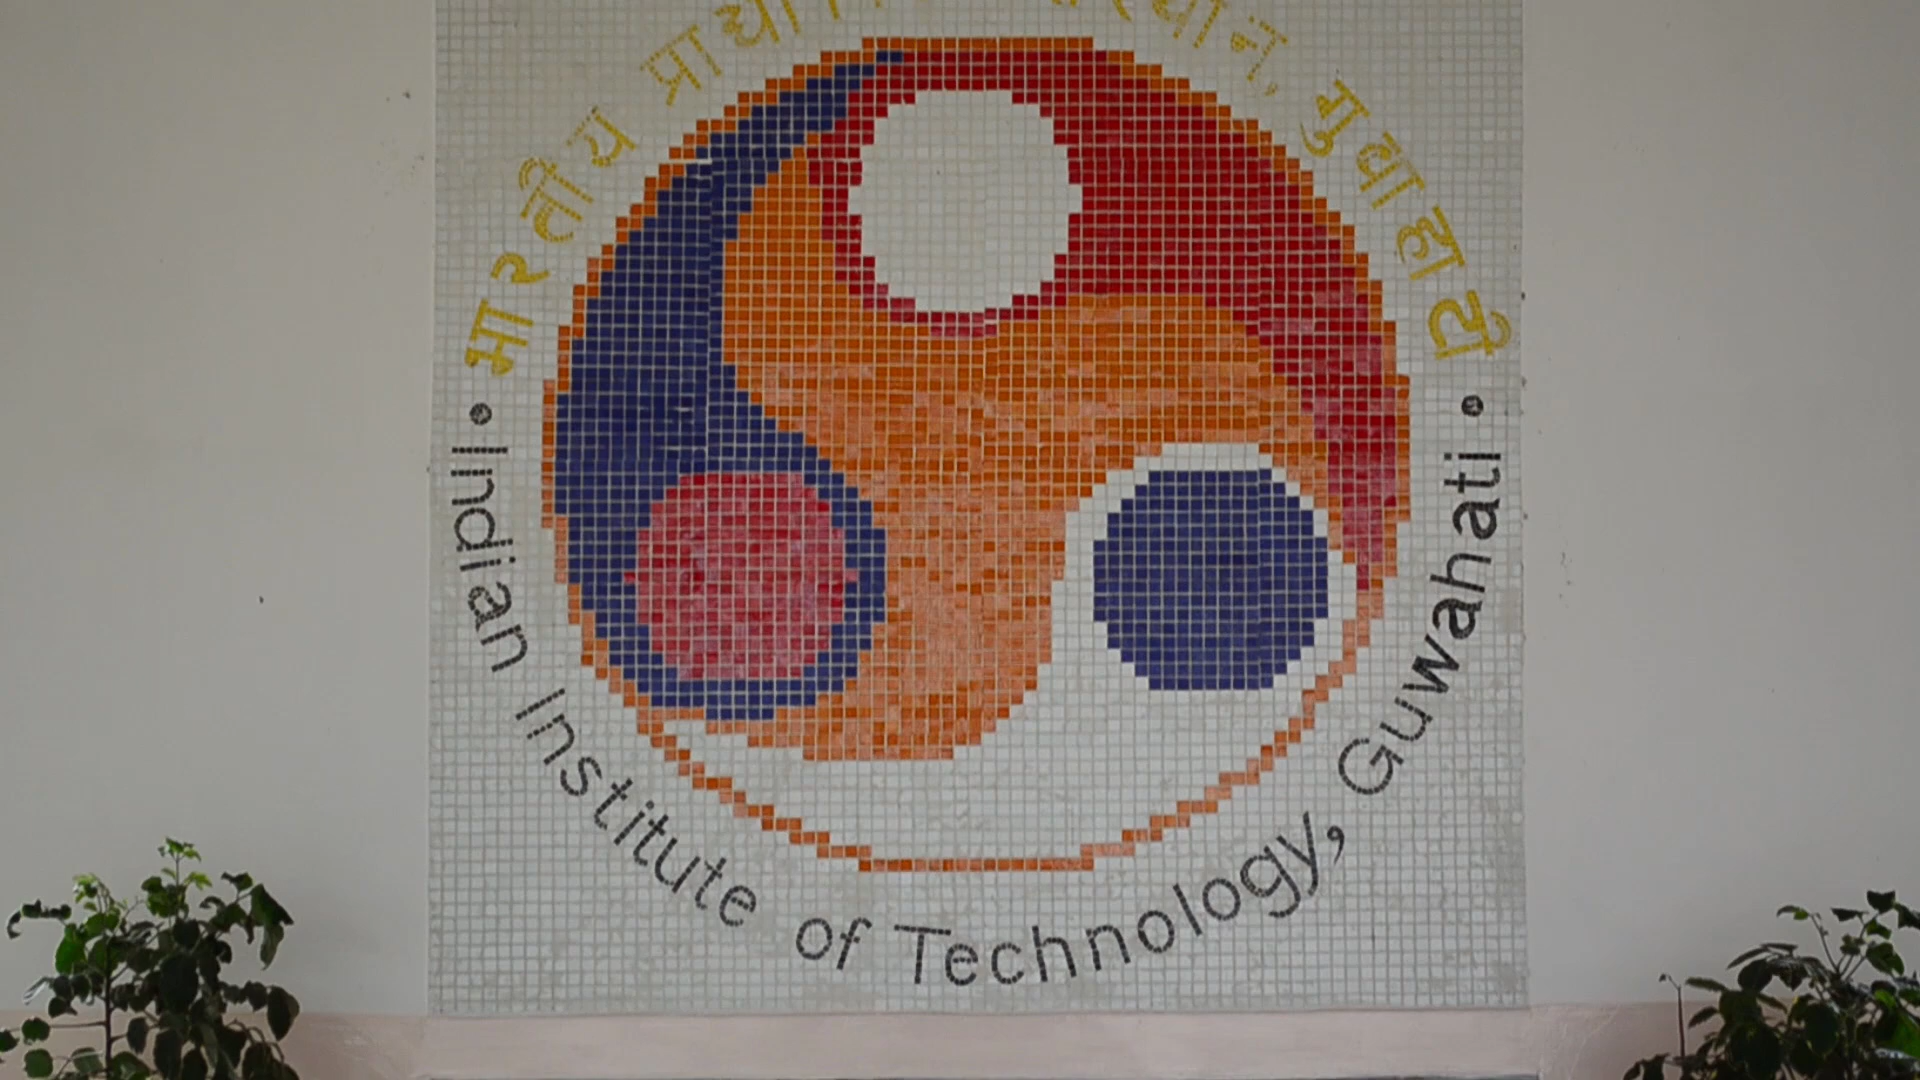 भारतीय
गुवाहाटी
• Indian Institute of Technology, Guwahati •